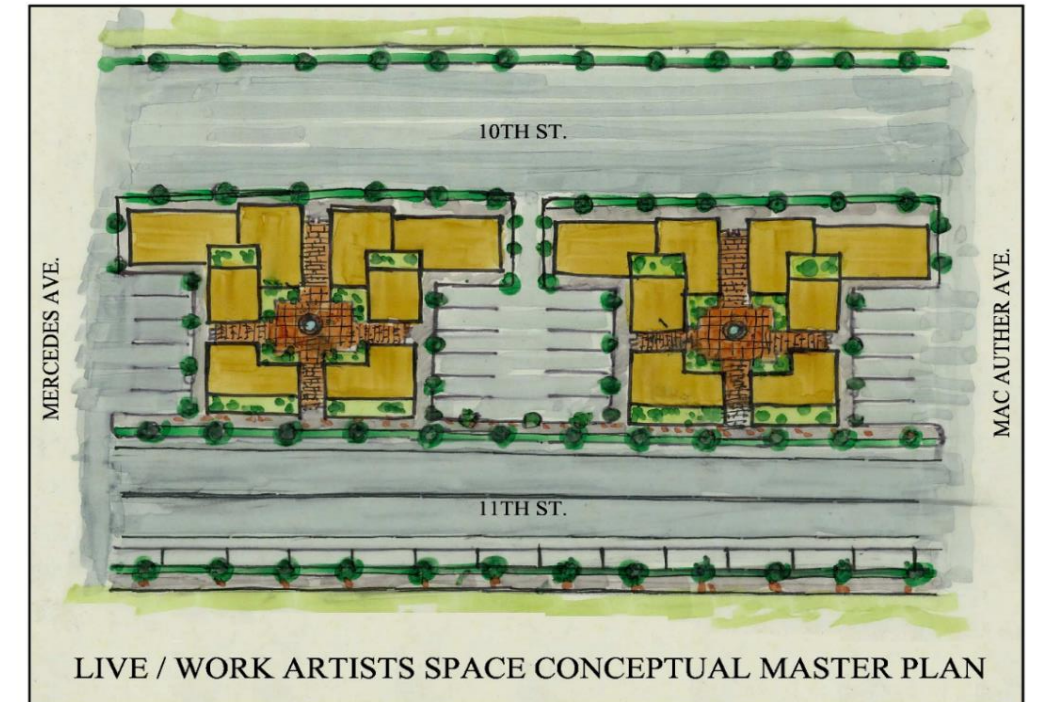 10TH ST.
MERCEDES AVE.
MAC AUTHER AVE.
11TH ST.
LIVE / WORK ARTISTS SPACE CONCEPTUAL MASTER PLAN